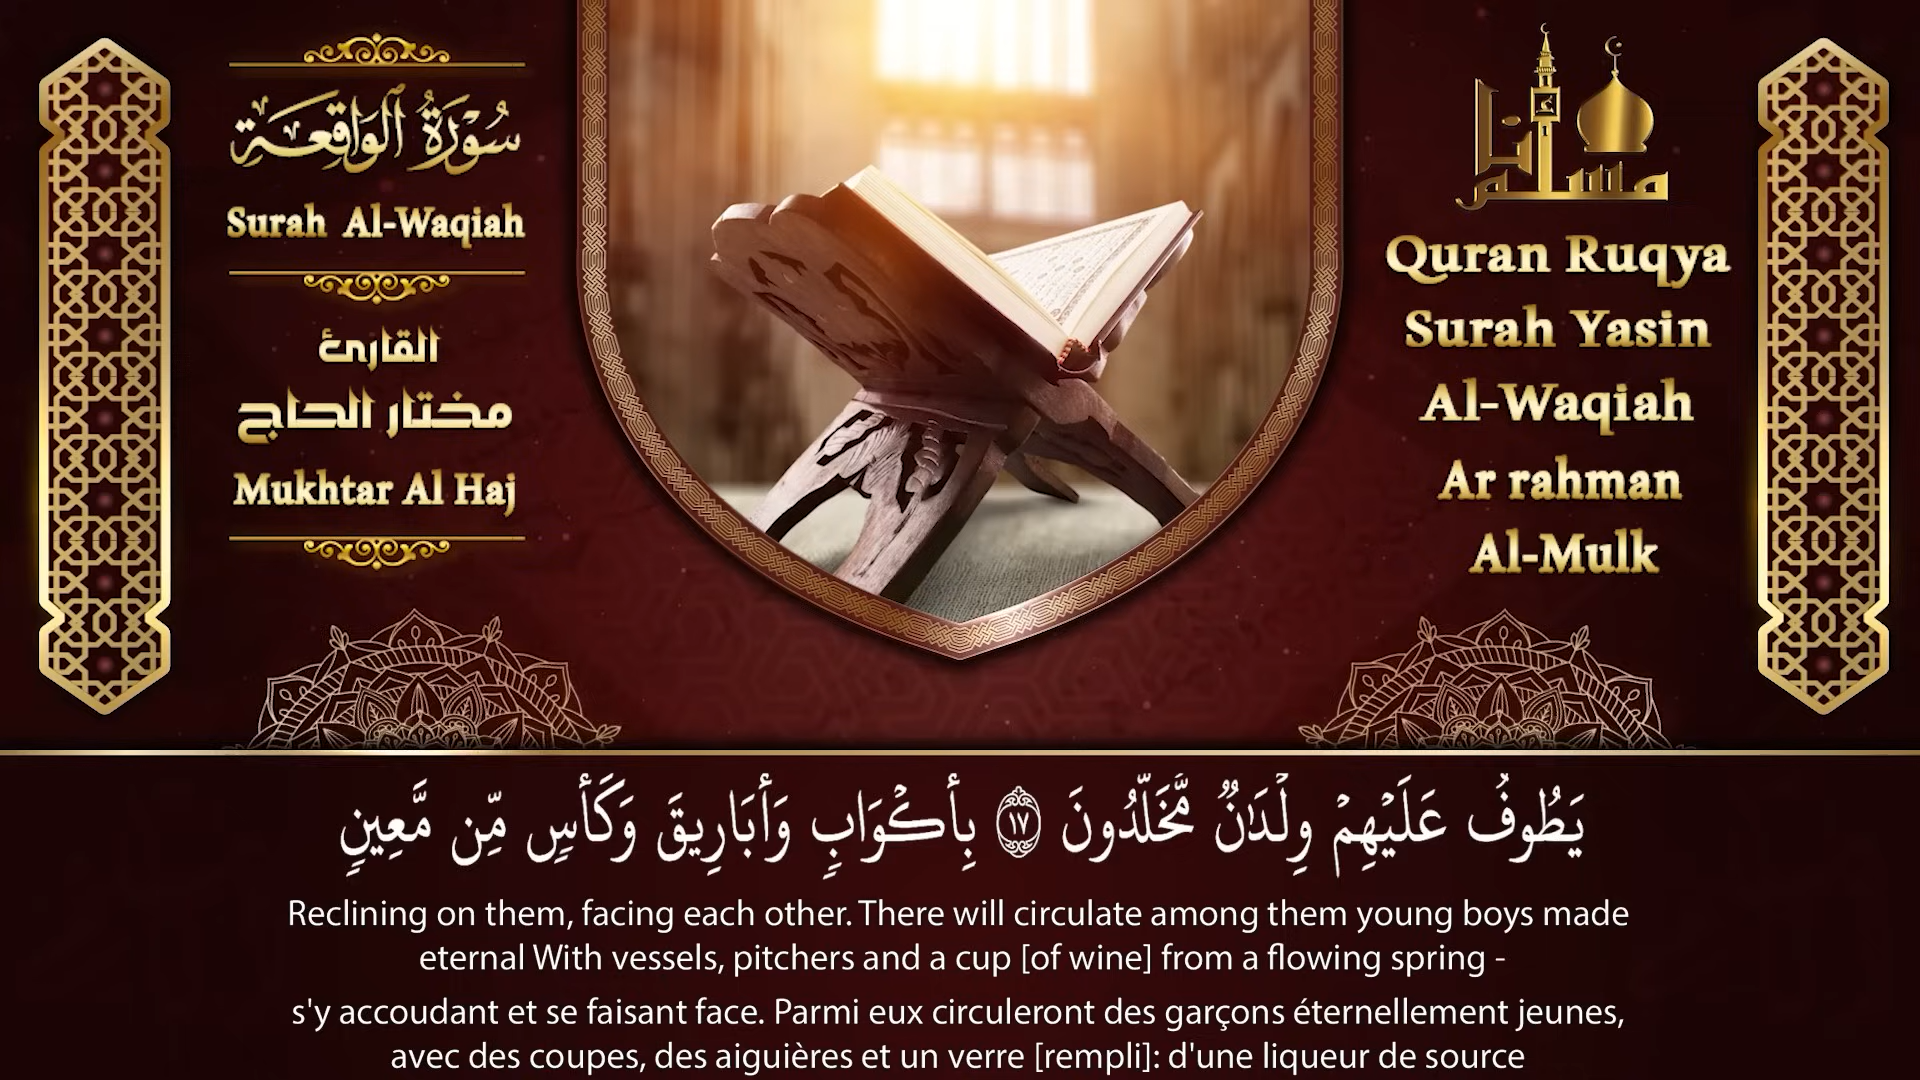 سُورَةُ الوَاقِعَة
Surah Al-Waqiah
القارئ
مختار الحاج
Mukhtar Al Haj
أنا
مسلم
Quran Ruqya
Surah Yasin
Al-Waqiah
Ar rahman
Al-Mulk
يَطُوفُ عَلَيْهِمْ وِلْدَٰنٌ مُّخَلَّدُونَ ١٧ بِأَكْوَابٍ وَأَبَارِيقَ وَكَأْسٍ مِّن مَّعِينٍ
Reclining on them, facing each other. There will circulate among them young boys made
eternal With vessels, pitchers and a cup [of wine] from a flowing spring -
s'y accoudant et se faisant face. Parmi eux circuleront des garçons éternellement jeunes,
avec des coupes, des aiguières et un verre [rempli]: d'une liqueur de source